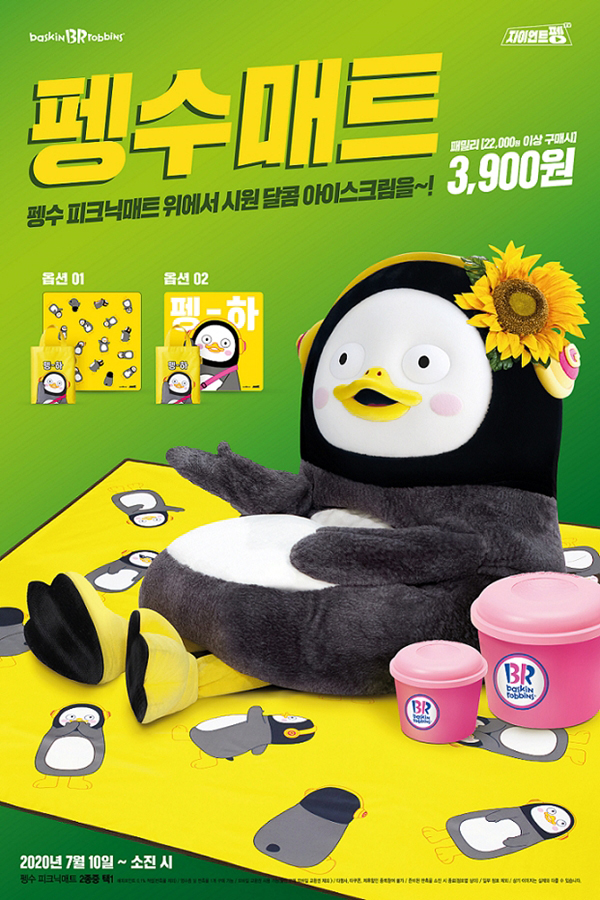 baskin BR robbins
자이언트펭TV
펭수매트
패밀리 [22,000원 이상 구매시]
3,900원
펭수 피크닉매트 위에서 시원 달콤 아이스크림을~!
옵션 01
옵션 02
펭-하
펭-하
펭-하
BR
baskin
robbins
BR
baskin
robbins
2020년 7월 10일 ~ 소진 시
펭수 피크닉매트 2종중 택1